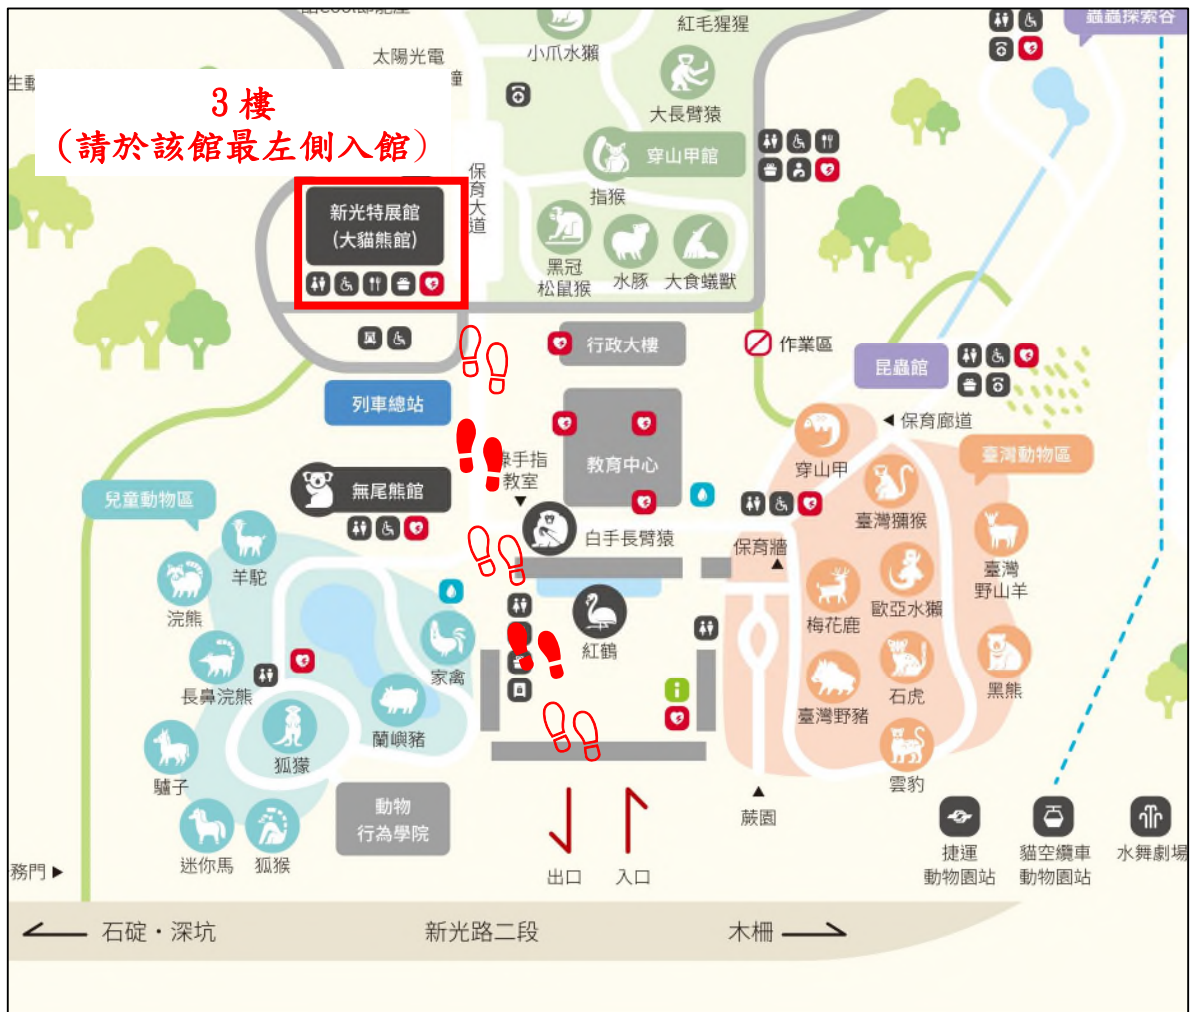 紅毛猩猩
蟲蟲探索谷
小爪水獺
太陽光電
大長臂猿
3樓
(請於該館最左側入館)
穿山甲館
保育大道
指猴
新光特展館
(大貓熊館)
黑冠
松鼠猴
水豚
大食蟻獸
行政大樓
作業區
昆蟲館
列車總站
保育廊道
教育中心
手指
教室
穿山甲
臺灣動物區
無尾熊館
兒童動物區
臺灣獼猴
白手長臂猿
保育牆
羊駝
臺灣
野山羊
浣熊
梅花鹿
歐亞水獺
紅鶴
家禽
長鼻浣熊
石虎
黑熊
臺灣野豬
蘭嶼豬
狐獴
驢子
雲豹
動物
行為學院
蕨園
迷你馬
狐猴
捷運
動物園站
貓空纜車
動物園站
水舞劇場
務門
出口
入口
石碇・深坑
新光路二段
木柵